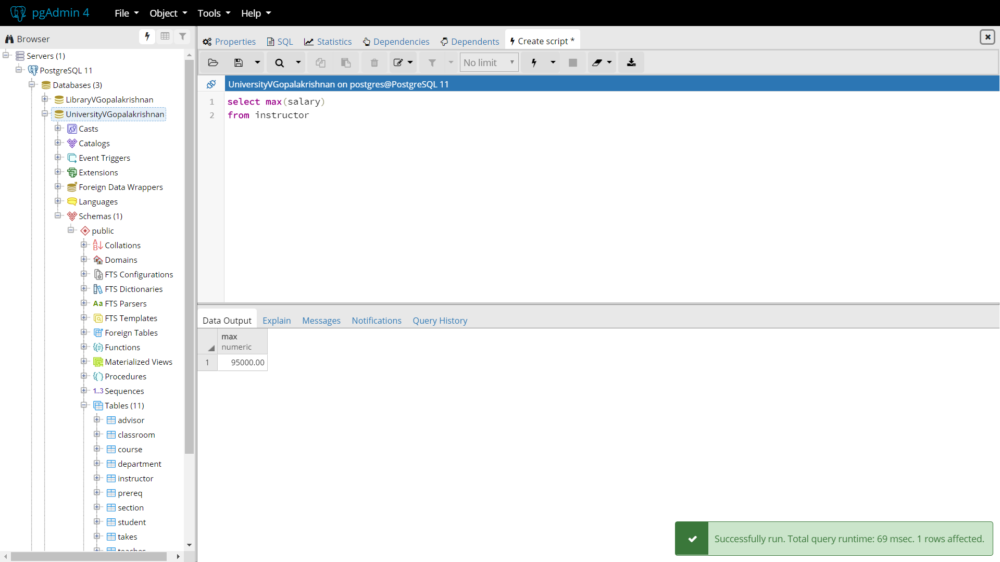 pgAdmin 4
File Object Tools Help
Browser
Servers (1)
PostgreSQL 11
Databases (3)
LibraryVGopalakrishnan
UniversityVGopalakrishnan
Casts
Catalogs
Event Triggers
Extensions
Foreign Data Wrappers
Languages
Schemas (1)
public
Collations
Domains
FTS Configurations
FTS Dictionaries
Aa FTS Parsers
FTS Templates
Foreign Tables
Functions
Materialized Views
Procedures
1..3 Sequences
Tables (11)
advisor
classroom
course
department
instructor
prereq
section
student
takes
teaches
Properties SQL Statistics Dependencies Dependents Create script *
No limit
UniversityVGopalakrishnan on postgres@PostgreSQL 11
1 select max(salary)
2 from instructor
Data Output Explain Messages Notifications Query History
max
numeric
1 95000.00
Successfully run. Total query runtime: 69 msec. 1 rows affected.